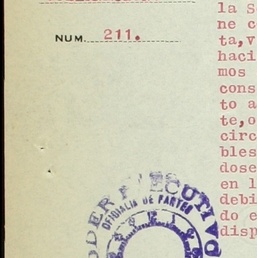 NUM. 211.
la S
ne c
ta,v
haci
mos
cons
to a
te,o
circ
bles
dose
en l
debi
do e
disp
PODER EJECUTIVO
OFICIALIA DE PARTES